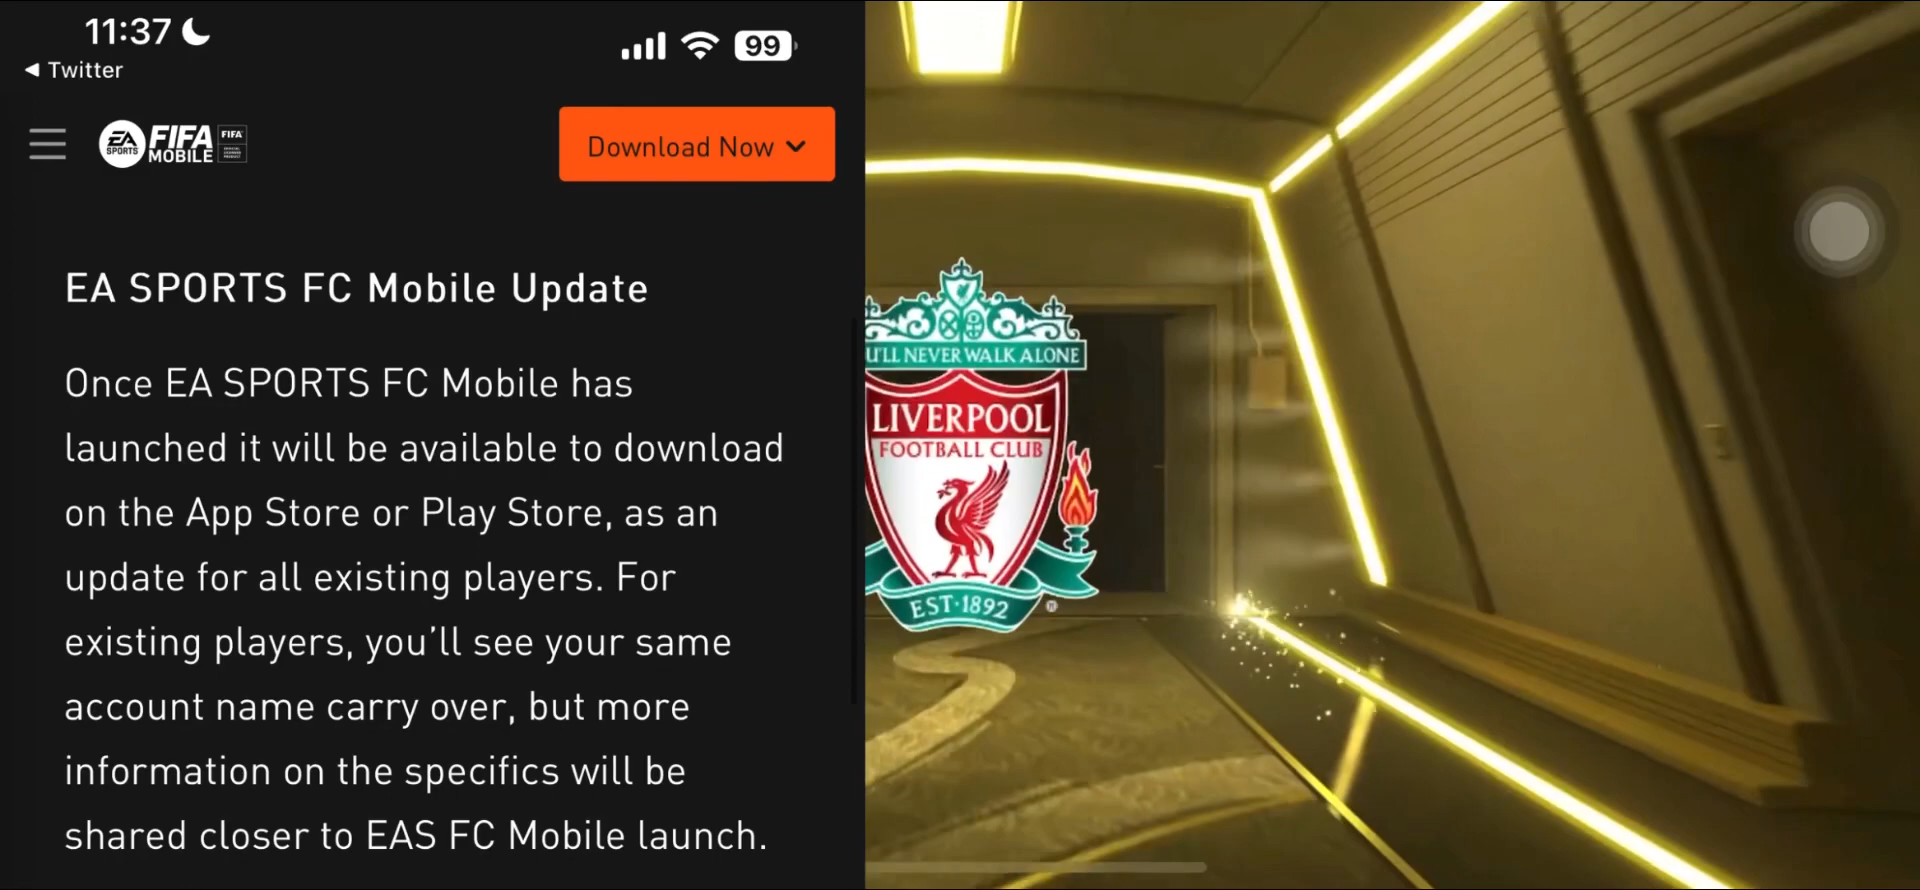 11:37
99
◀ Twitter
EA SPORTS
FIFA MOBILE
FIFA
Download Now
EA SPORTS FC Mobile Update
Once EA SPORTS FC Mobile has
launched it will be available to download
on the App Store or Play Store, as an
update for all existing players. For
existing players, you’ll see your same
account name carry over, but more
information on the specifics will be
shared closer to EAS FC Mobile launch.
U'LL NEVER WALK ALONE
LIVERPOOL
FOOTBALL CLUB
EST·1892
®